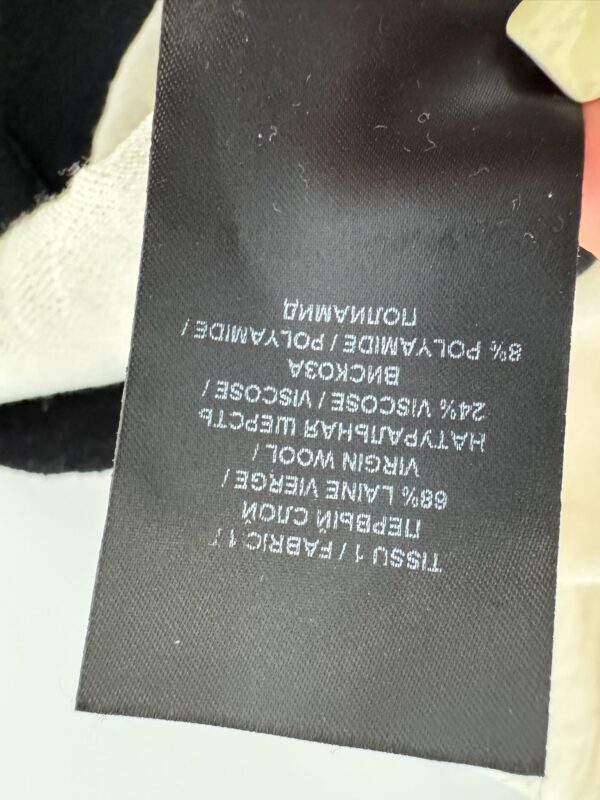 TISSU 1 / FABRIC 1 /
ПЕРВЫЙ СЛОЙ
68% LAINE VIERGE /
VIRGIN WOOL /
НАТУРАЛЬНАЯ ШЕРСТЬ
24% VISCOSE / VISCOSE /
ВИСКОЗА
8% POLYAMIDE / POLYAMIDE /
ПОЛИАМИД